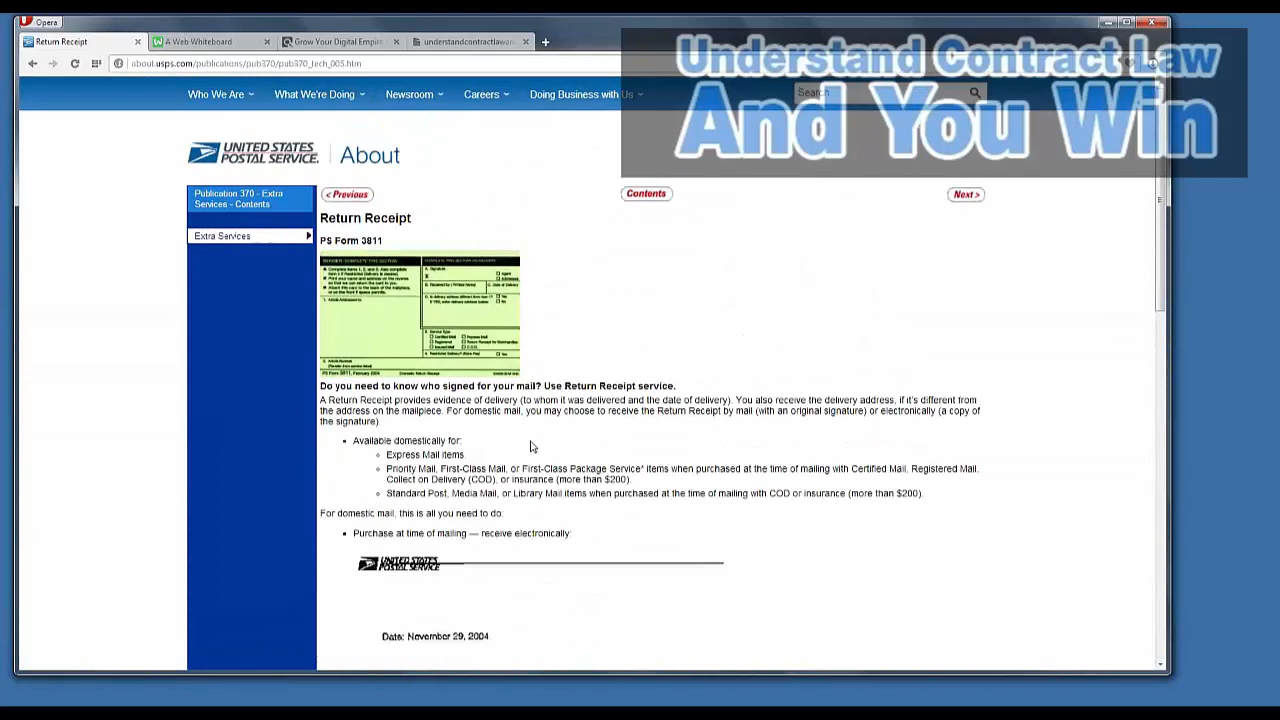 Opera
Return Receipt
A Web Whiteboard
Grow Your Digital Empi
understandcontractlawan
about.usps.com/publications/pub370/pub370_tech_005.htm
Understand Contract Law
And You Win
Who We Are
What We're Doing
Newsroom
Careers
Doing Business with Us
Search
UNITED STATES
POSTAL SERVICE.
About
Publication 370 - Extra
Services - Contents
< Previous
Contents
Next >
Extra Services
Return Receipt
PS Form 3811
Do you need to know who signed for your mail? Use Return Receipt service.
A Return Receipt provides evidence of delivery (to whom it was delivered and the date of delivery). You also receive the delivery address, if it's different from
the address on the mailpiece. For domestic mail, you may choose to receive the Return Receipt by mail (with an original signature) or electronically (a copy of
the signature).
Available domestically for:
Express Mail items
Priority Mail, First-Class Mail, or First-Class Package Service* items when purchased at the time of mailing with Certified Mail, Registered Mail,
Collect on Delivery (COD), or insurance (more than $200).
Standard Post, Media Mail, or Library Mail items when purchased at the time of mailing with COD or insurance (more than $200).
For domestic mail, this is all you need to do:
Purchase at time of mailing — receive electronically:
UNITED STATES
POSTAL SERVICE
Date: November 29, 2004